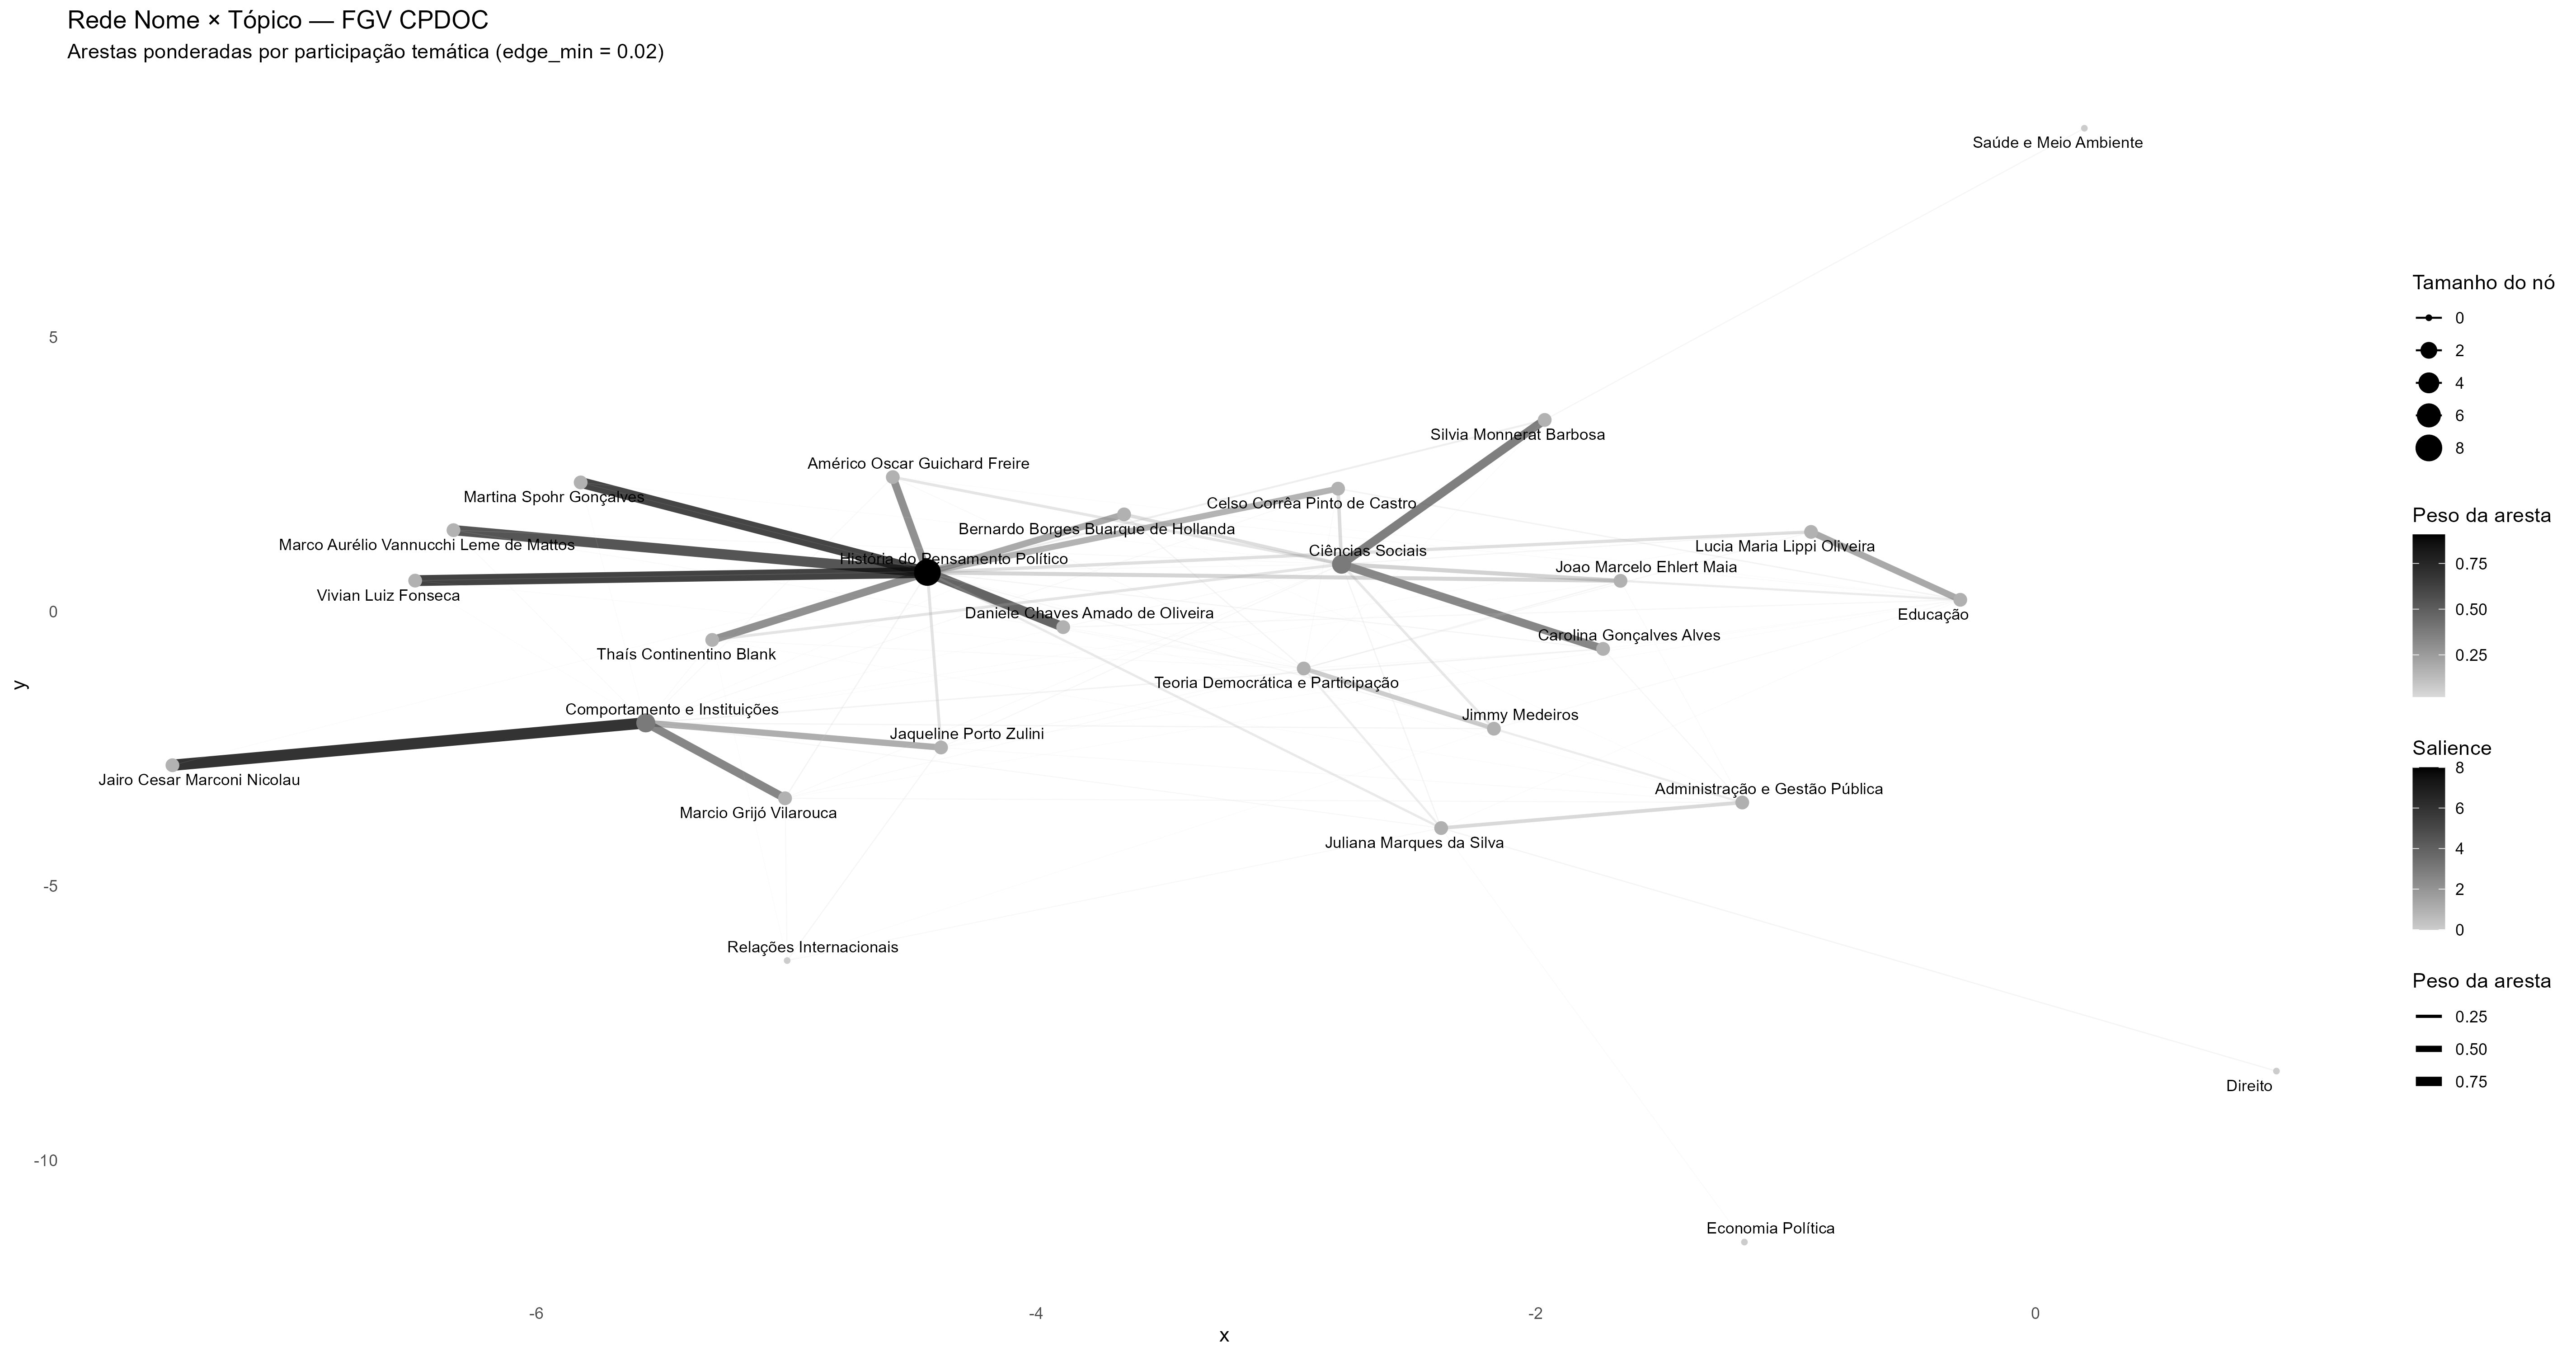 Rede Nome × Tópico — FGV CPDOC
Arestas ponderadas por participação temática (edge_min = 0.02)
Saúde e Meio Ambiente
Silvia Monnerat Barbosa
Américo Oscar Guichard Freire
Martina Spohr Gonçalves
Celso Corrêa Pinto de Castro
Bernardo Borges Buarque de Hollanda
Marco Aurélio Vannucchi Leme de Mattos
Lucia Maria Lippi Oliveira
Ciências Sociais
História do Pensamento Político
Joao Marcelo Ehlert Maia
Vivian Luiz Fonseca
Daniele Chaves Amado de Oliveira
Educação
Carolina Gonçalves Alves
Thaís Continentino Blank
Teoria Democrática e Participação
Comportamento e Instituições
Jimmy Medeiros
Jaqueline Porto Zulini
Jairo Cesar Marconi Nicolau
Administração e Gestão Pública
Marcio Grijó Vilarouca
Juliana Marques da Silva
Relações Internacionais
Direito
Economia Política
5
0
-5
-10
y
-6
-4
-2
0
x
Tamanho do nó
0
2
4
6
8
Peso da aresta
0.75
0.50
0.25
Salience
8
6
4
2
0
Peso da aresta
0.25
0.50
0.75